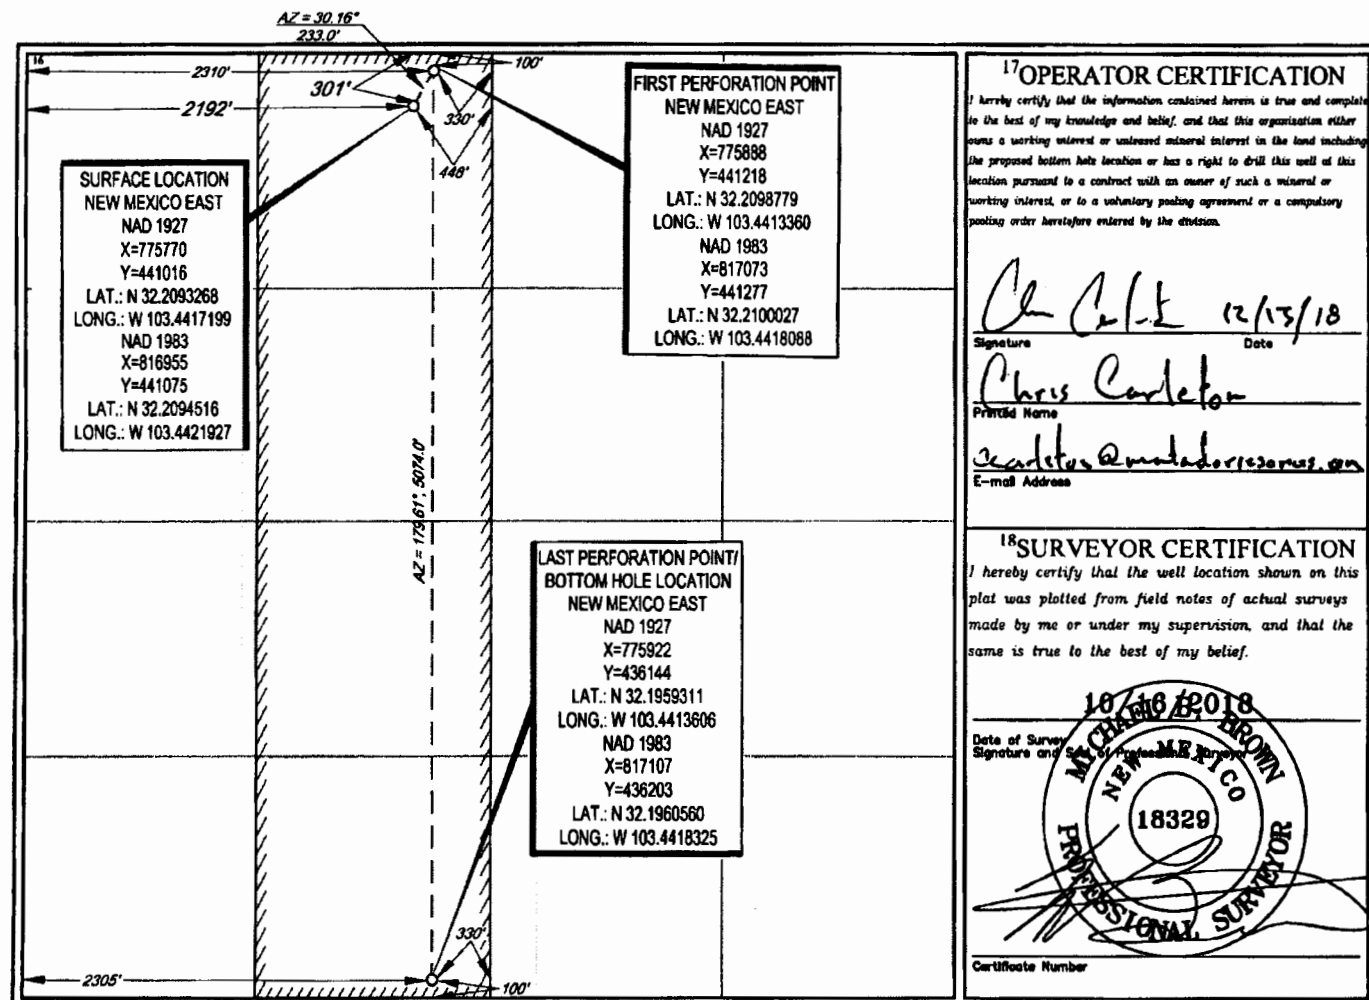 AZ = 30.16°
233.0'
16
2310'
100'
301'
2192'
330'
448'
SURFACE LOCATION
NEW MEXICO EAST
NAD 1927
X=775770
Y=441016
LAT.: N 32.2093268
LONG.: W 103.4417199
NAD 1983
X=816955
Y=441075
LAT.: N 32.2094516
LONG.: W 103.4421927
FIRST PERFORATION POINT
NEW MEXICO EAST
NAD 1927
X=775888
Y=441218
LAT.: N 32.2098779
LONG.: W 103.4413360
NAD 1983
X=817073
Y=441277
LAT.: N 32.2100027
LONG.: W 103.4418088
AZ = 179.61°, 5074.0'
LAST PERFORATION POINT/
BOTTOM HOLE LOCATION
NEW MEXICO EAST
NAD 1927
X=775922
Y=436144
LAT.: N 32.1959311
LONG.: W 103.4413606
NAD 1983
X=817107
Y=436203
LAT.: N 32.1960560
LONG.: W 103.4418325
330'
2305'
100'
17 OPERATOR CERTIFICATION
I hereby certify that the information contained herein is true and complete
to the best of my knowledge and belief, and that this organization either
owns a working interest or unleased mineral interest in the land including
the proposed bottom hole location or has a right to drill this well at this
location pursuant to a contract with an owner of such a mineral or
working interest, or to a voluntary pooling agreement or a compulsory
pooling order heretofore entered by the division.
12/13/18
Signature Date
Chris Carleton
Printed Name
E-mail Address
18 SURVEYOR CERTIFICATION
I hereby certify that the well location shown on this
plat was plotted from field notes of actual surveys
made by me or under my supervision, and that the
same is true to the best of my belief.
10/16/2018
Date of Survey
Signature and Seal of Professional Surveyor
MICHAEL B. BROWN
NEW MEXICO
18329
PROFESSIONAL SURVEYOR
Certificate Number